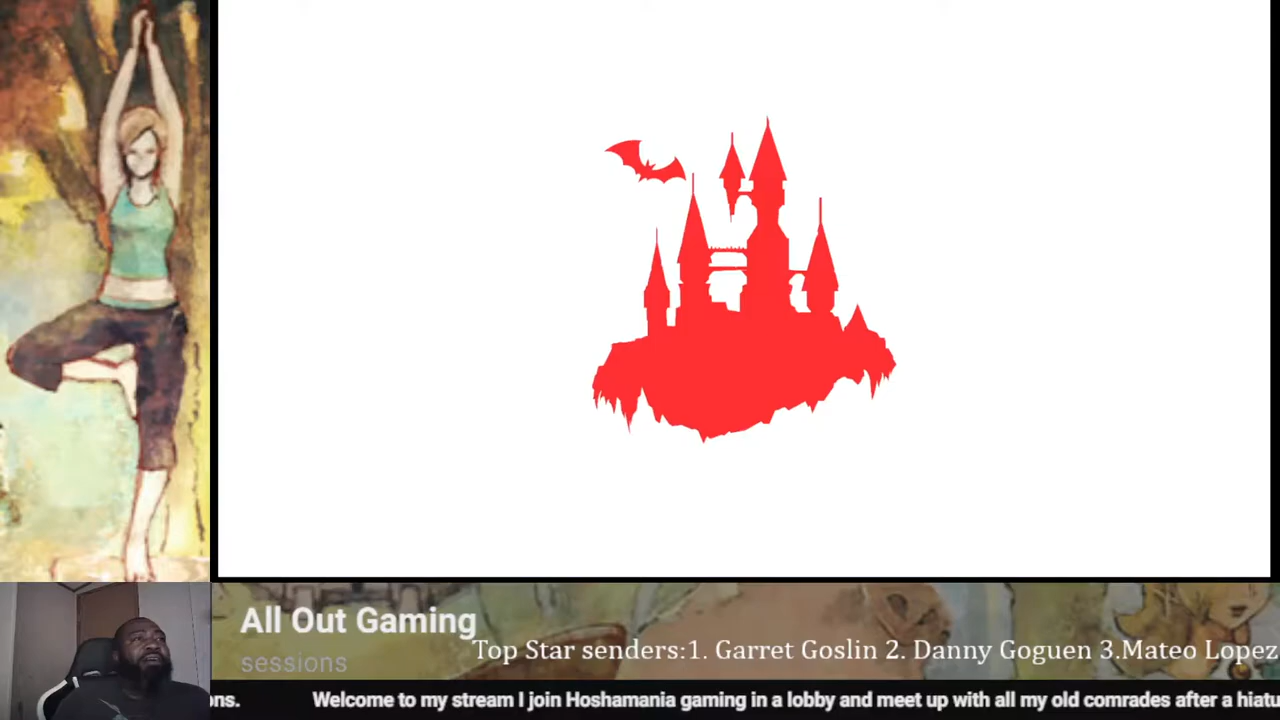 All Out Gaming
sessions
Top Star senders:1. Garret Goslin 2. Danny Goguen 3.Mateo Lopez
ons. Welcome to my stream I join Hoshamania gaming in a lobby and meet up with all my old comrades after a hiatu